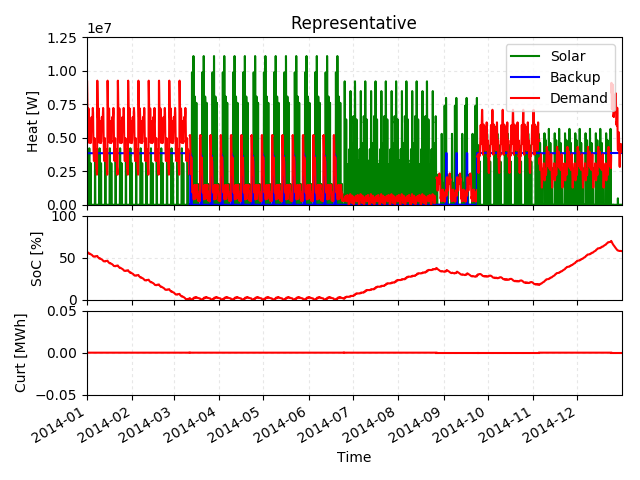 Representative
1e7
1.25
1.00
0.75
0.50
0.25
0.00
Heat [W]
Solar
Backup
Demand
100
50
0
SoC [%]
0.05
0.00
−0.05
Curt [MWh]
2014-01
2014-02
2014-03
2014-04
2014-05
2014-06
2014-07
2014-08
2014-09
2014-10
2014-11
2014-12
Time